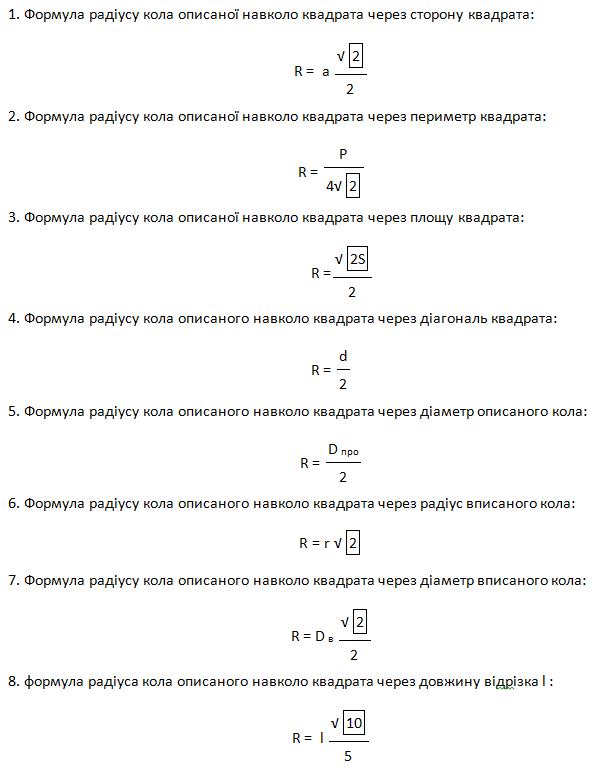 1. Формула радіусу кола описаної навколо квадрата через сторону квадрата:
R = a √2 / 2
2. Формула радіусу кола описаної навколо квадрата через периметр квадрата:
R = P / 4√2
3. Формула радіусу кола описаної навколо квадрата через площу квадрата:
R = √2S / 2
4. Формула радіусу кола описаного навколо квадрата через діагональ квадрата:
R = d / 2
5. Формула радіусу кола описаного навколо квадрата через діаметр описаного кола:
R = D про / 2
6. Формула радіусу кола описаного навколо квадрата через радіус вписаного кола:
R = r √2
7. Формула радіусу кола описаного навколо квадрата через діаметр вписаного кола:
R = D в √2 / 2
8. формула радіуса кола описаного навколо квадрата через довжину відрізка l :
R = l √10 / 5